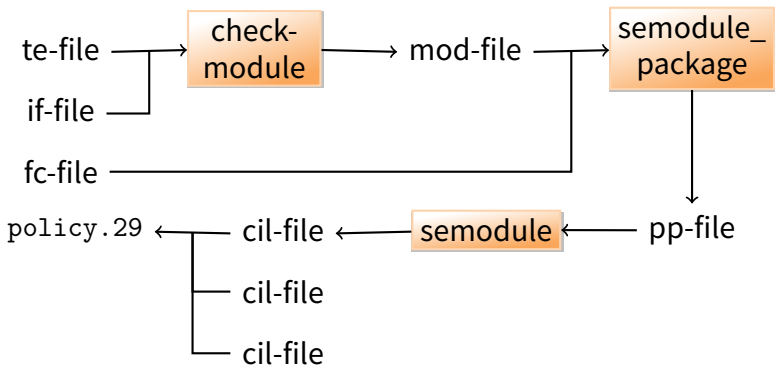 te-file
check-
module
mod-file
semodule_
package
if-file
fc-file
policy.29
cil-file
semodule
pp-file
cil-file
cil-file